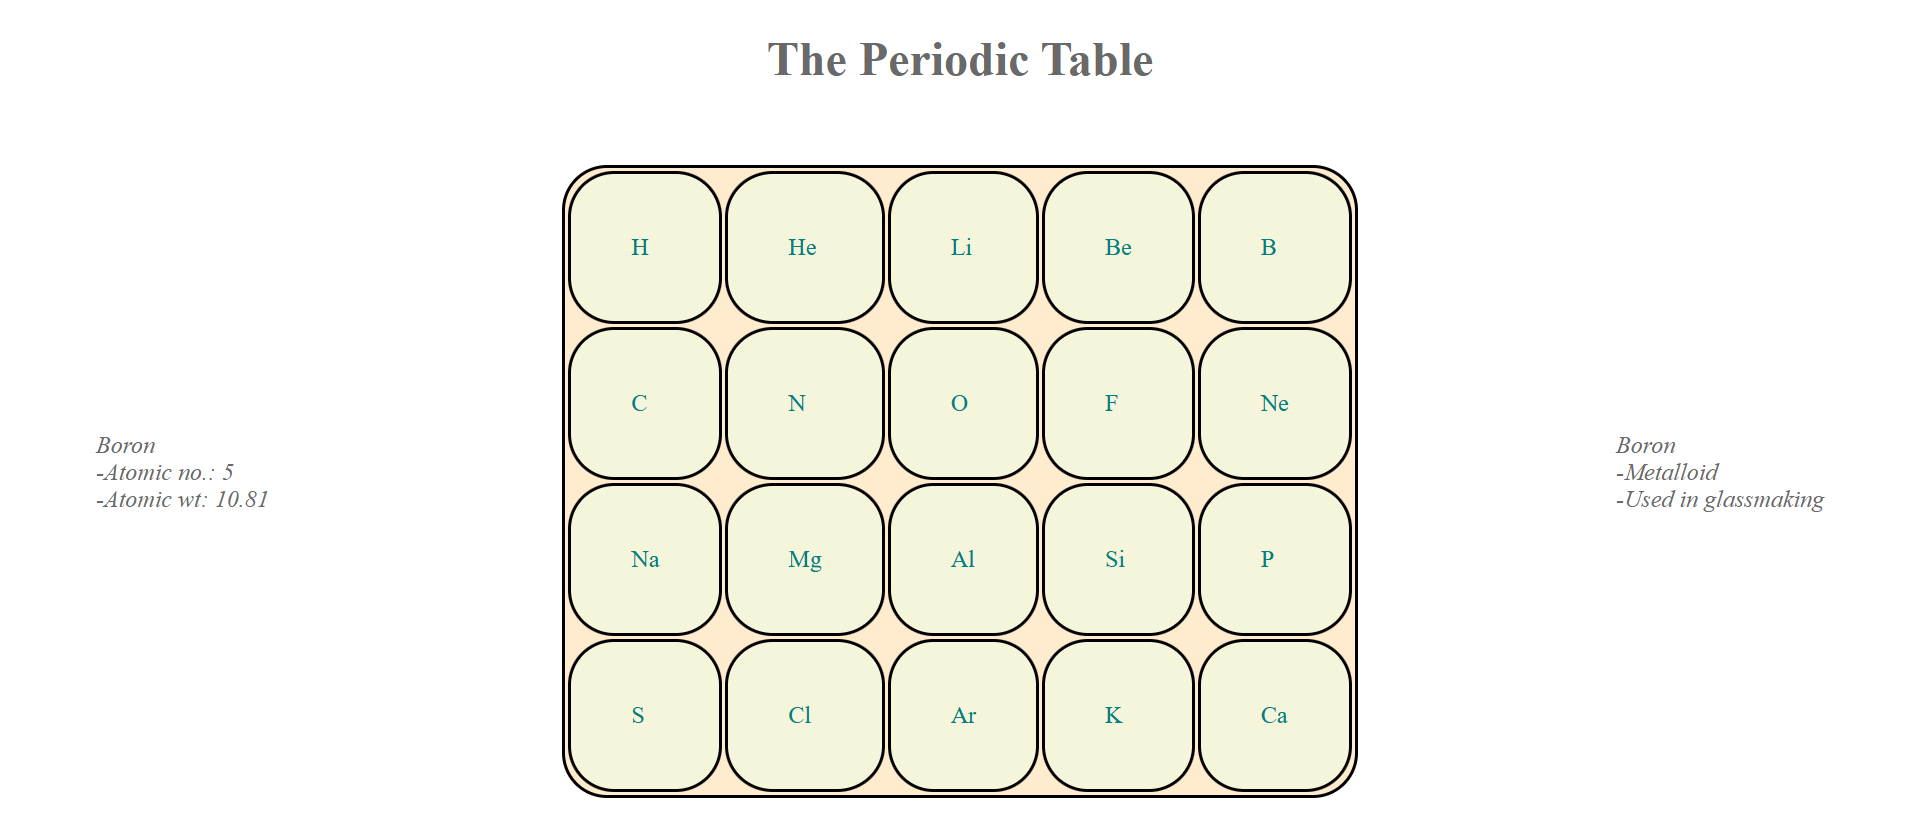 The Periodic Table
H He Li Be B
C N O F Ne
Boron
-Atomic no.: 5
-Atomic wt: 10.81
Boron
-Metalloid
-Used in glassmaking
Na Mg Al Si P
S Cl Ar K Ca